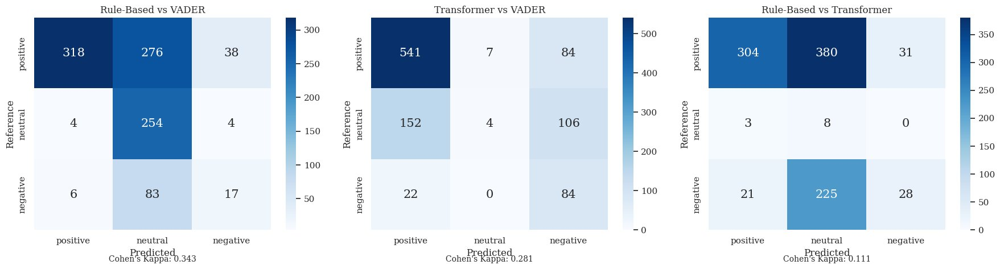 Rule-Based vs VADER
Reference
positive
neutral
negative
318 276 38
4 254 4
6 83 17
positive neutral negative
Predicted
Cohen's Kappa: 0.343
300
250
200
150
100
50
Transformer vs VADER
Reference
positive
neutral
negative
541 7 84
152 4 106
22 0 84
positive neutral negative
Predicted
Cohen's Kappa: 0.281
500
400
300
200
100
0
Rule-Based vs Transformer
Reference
positive
neutral
negative
304 380 31
3 8 0
21 225 28
positive neutral negative
Predicted
Cohen's Kappa: 0.111
350
300
250
200
150
100
50
0